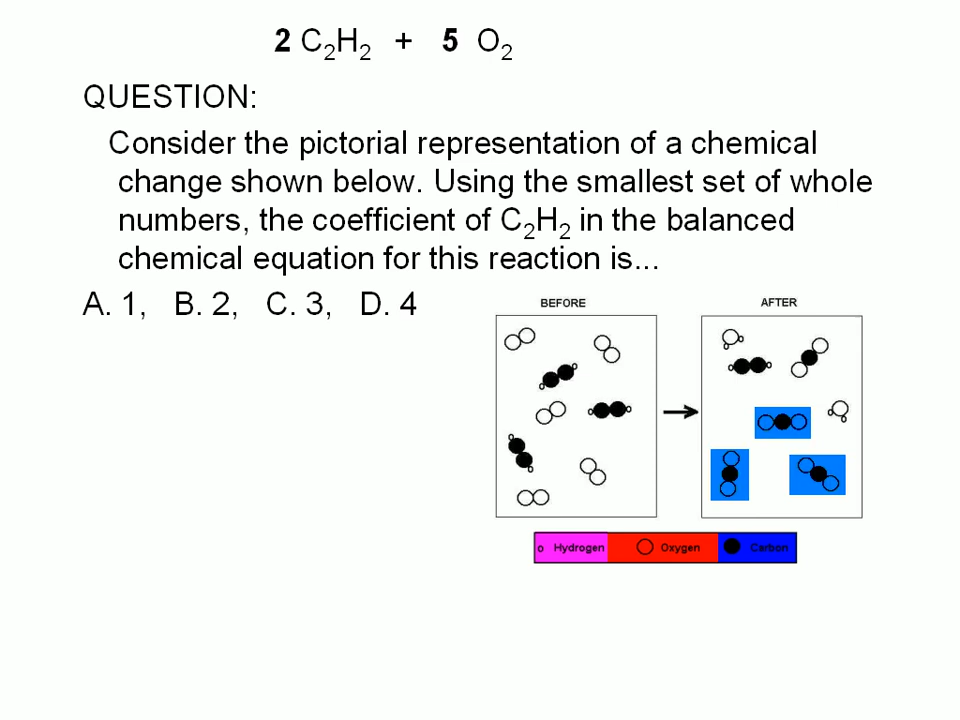 2 C₂H₂ + 5 O₂
QUESTION:
Consider the pictorial representation of a chemical
change shown below. Using the smallest set of whole
numbers, the coefficient of C₂H₂ in the balanced
chemical equation for this reaction is...
A. 1, B. 2, C. 3, D. 4
BEFORE AFTER
Hydrogen Oxygen Carbon